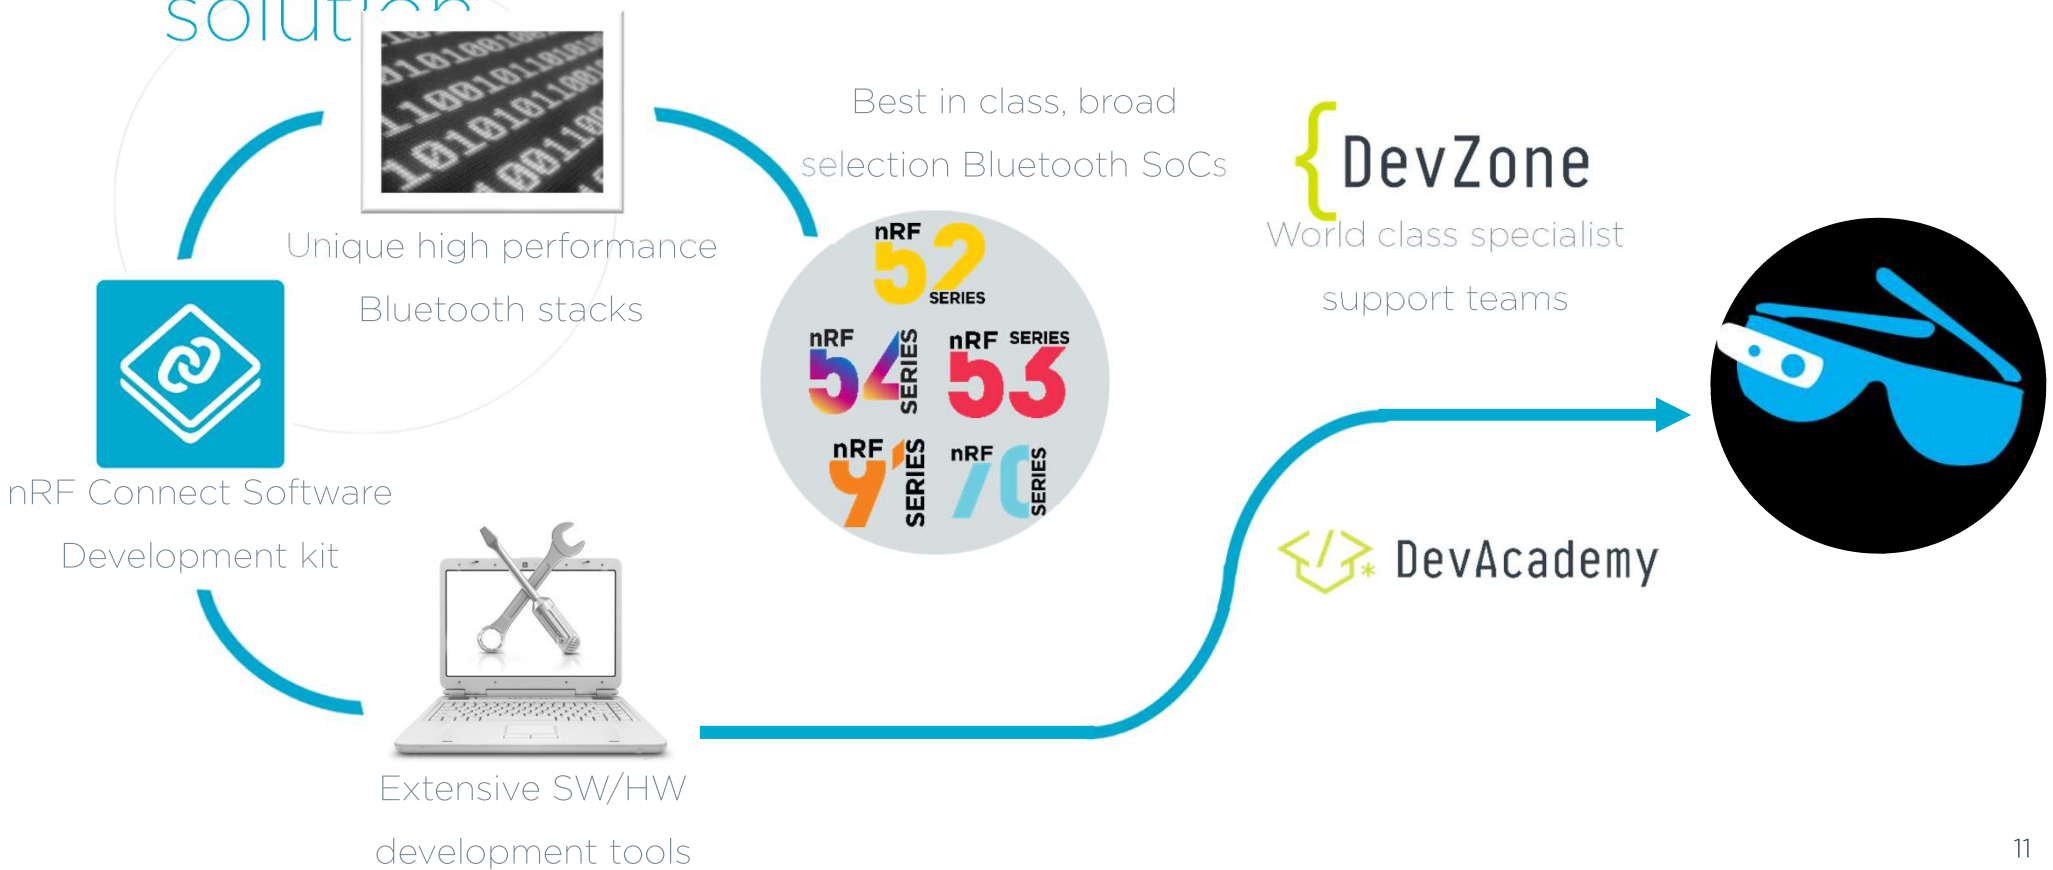 solution
Unique high performance
Bluetooth stacks
Best in class, broad
selection Bluetooth SoCs
nRF
52
SERIES
nRF
54
SERIES
nRF SERIES
53
nRF
91
SERIES
nRF
70
SERIES
{DevZone
World class specialist
support teams
nRF Connect Software
Development kit
</> * DevAcademy
Extensive SW/HW
development tools
11